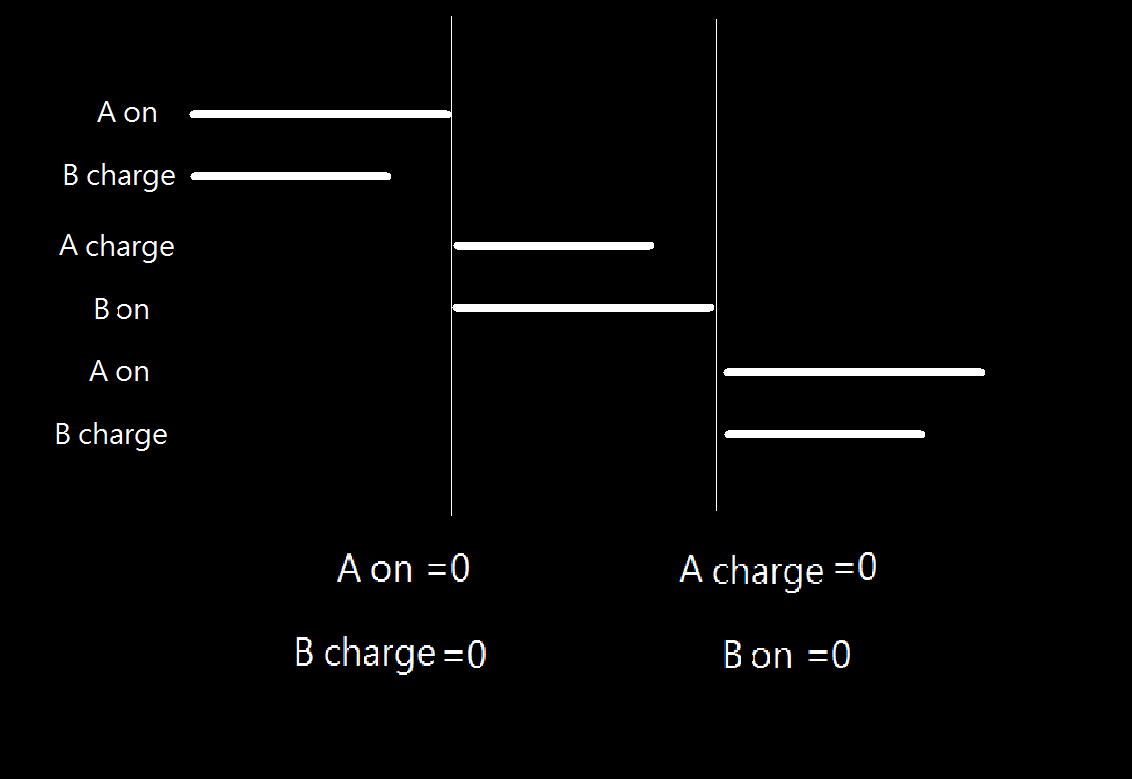 A on
B charge
A charge
B on
A on
B charge
A on =0
A charge =0
B charge =0
B on =0